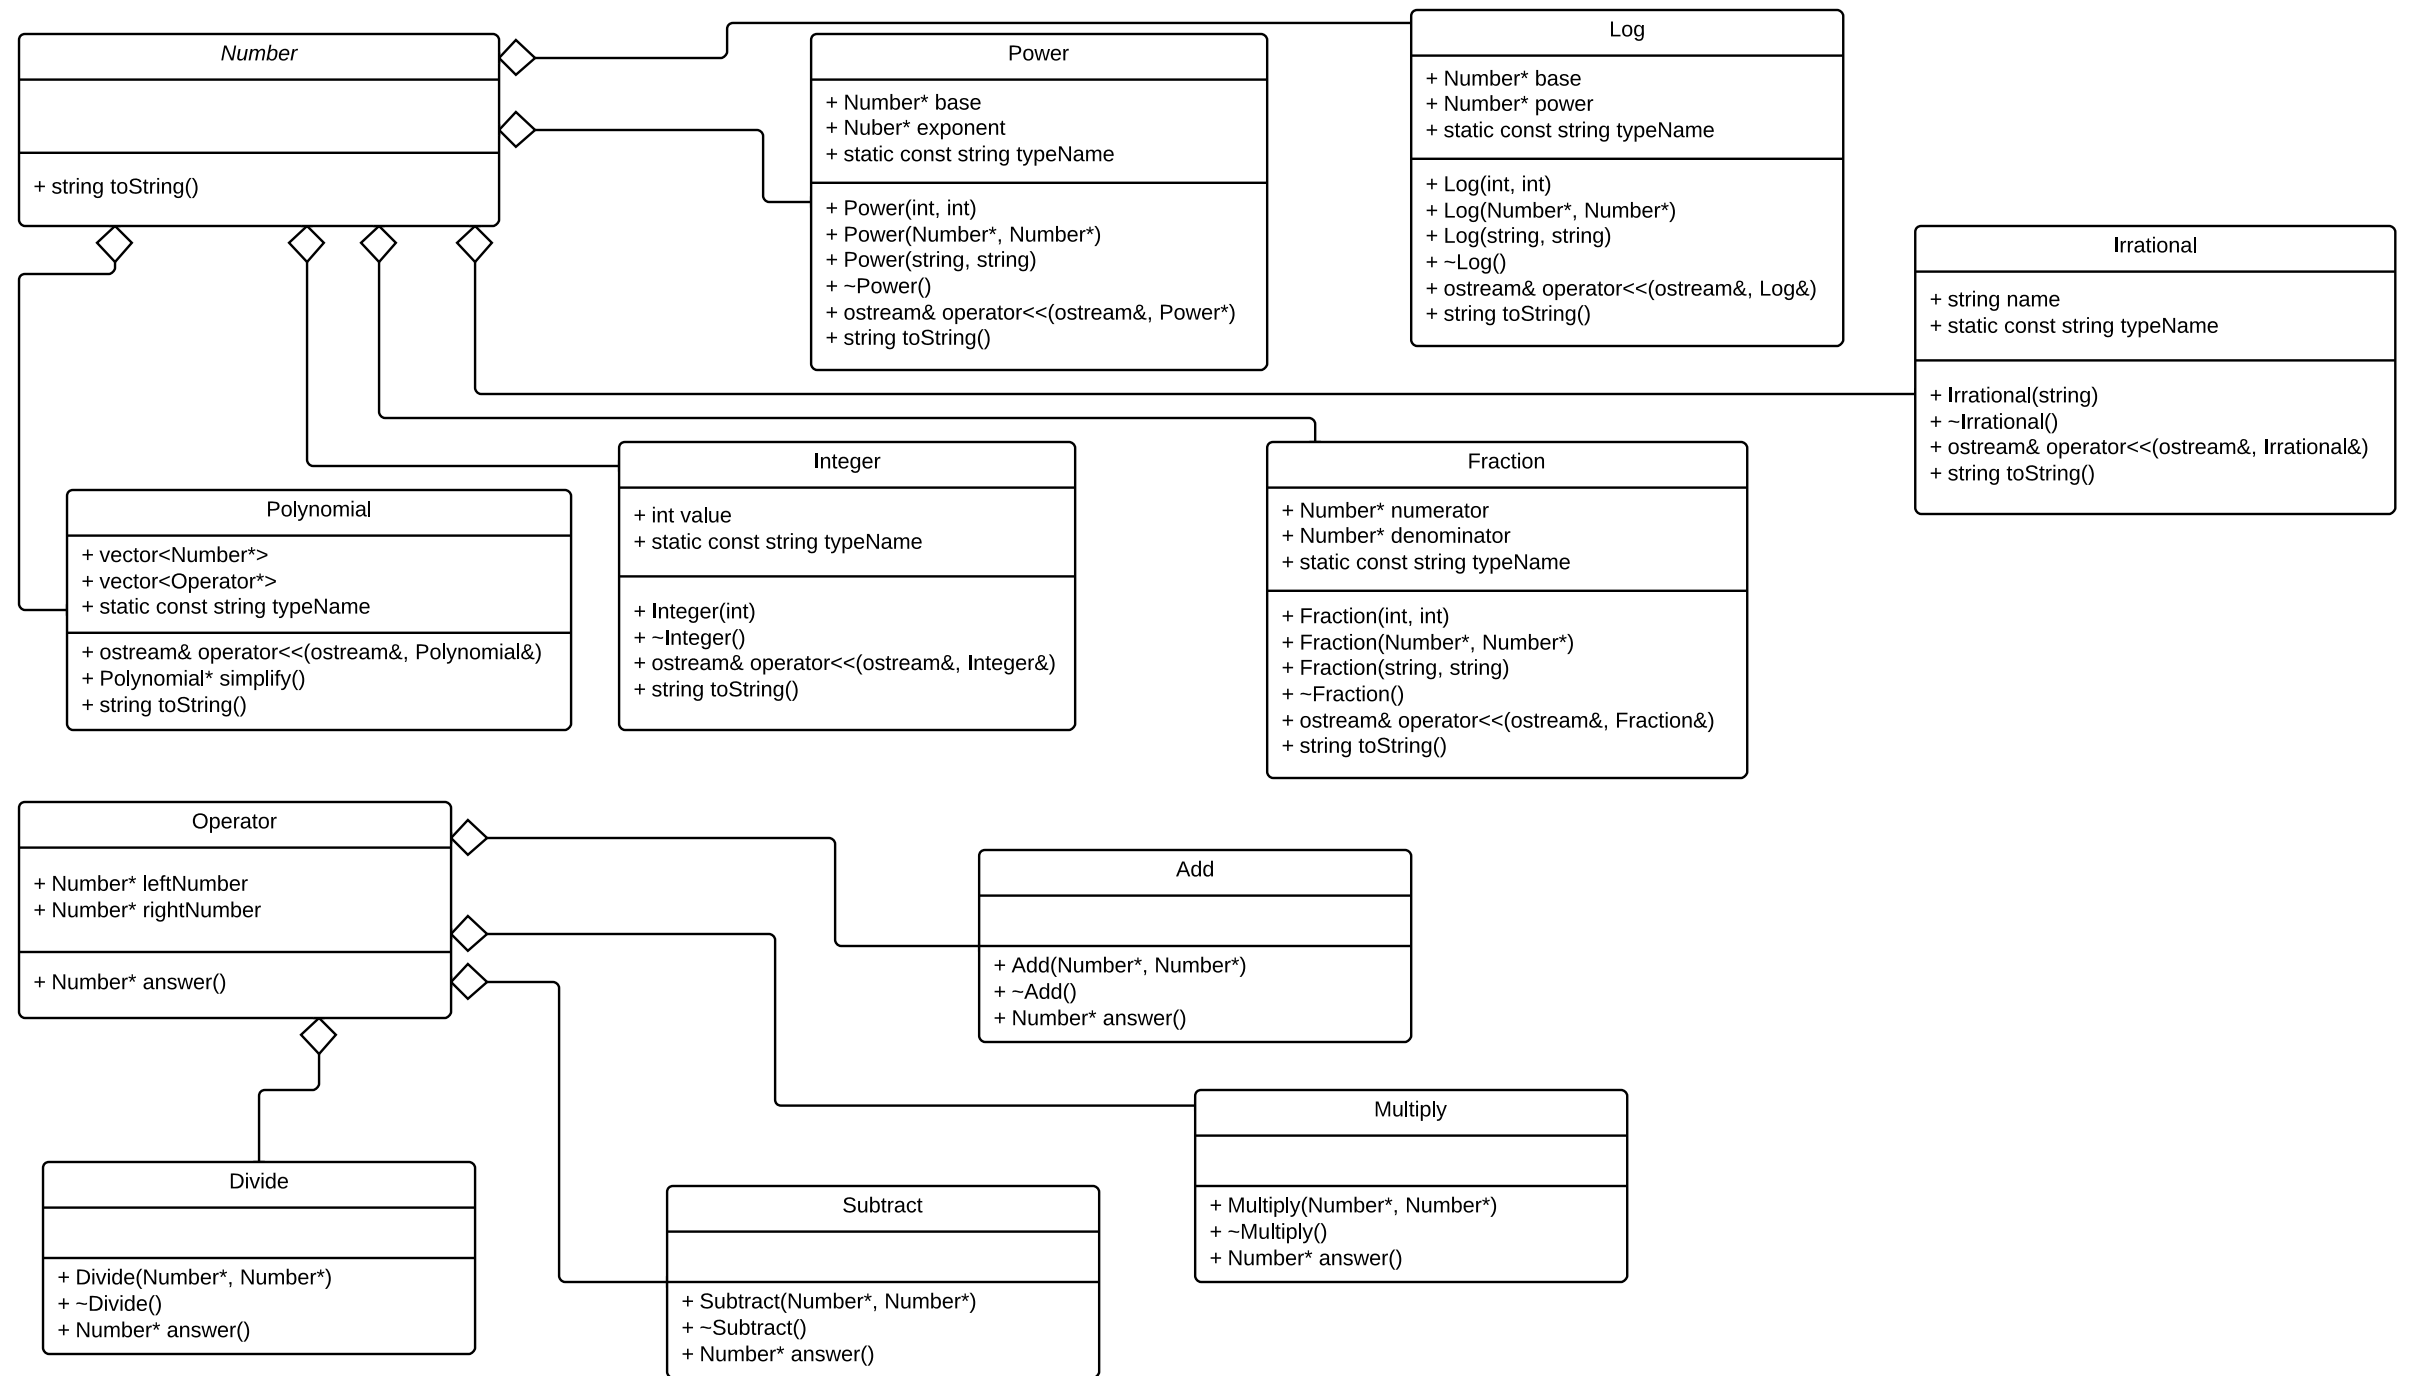 Number
+ string toString()
Power
+ Number* base
+ Nuber* exponent
+ static const string typeName
+ Power(int, int)
+ Power(Number*, Number*)
+ Power(string, string)
+ ~Power()
+ ostream& operator<<(ostream&, Power*)
+ string toString()
Log
+ Number* base
+ Number* power
+ static const string typeName
+ Log(int, int)
+ Log(Number*, Number*)
+ Log(string, string)
+ ~Log()
+ ostream& operator<<(ostream&, Log&)
+ string toString()
Irrational
+ string name
+ static const string typeName
+ Irrational(string)
+ ~Irrational()
+ ostream& operator<<(ostream&, Irrational&)
+ string toString()
Polynomial
+ vector<Number*>
+ vector<Operator*>
+ static const string typeName
+ ostream& operator<<(ostream&, Polynomial&)
+ Polynomial* simplify()
+ string toString()
Integer
+ int value
+ static const string typeName
+ Integer(int)
+ ~Integer()
+ ostream& operator<<(ostream&, Integer&)
+ string toString()
Fraction
+ Number* numerator
+ Number* denominator
+ static const string typeName
+ Fraction(int, int)
+ Fraction(Number*, Number*)
+ Fraction(string, string)
+ ~Fraction()
+ ostream& operator<<(ostream&, Fraction&)
+ string toString()
Operator
+ Number* leftNumber
+ Number* rightNumber
+ Number* answer()
Add
+ Add(Number*, Number*)
+ ~Add()
+ Number* answer()
Multiply
+ Multiply(Number*, Number*)
+ ~Multiply()
+ Number* answer()
Divide
+ Divide(Number*, Number*)
+ ~Divide()
+ Number* answer()
Subtract
+ Subtract(Number*, Number*)
+ ~Subtract()
+ Number* answer()